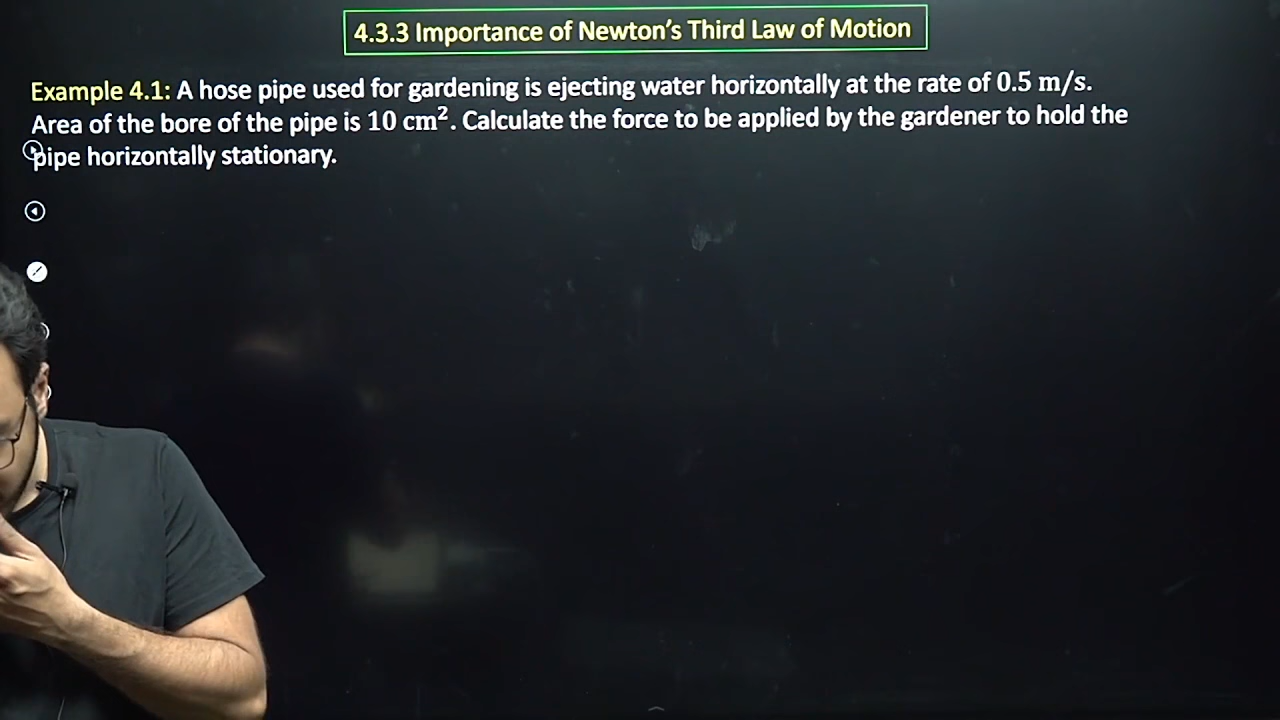 4.3.3 Importance of Newton's Third Law of Motion
Example 4.1: A hose pipe used for gardening is ejecting water horizontally at the rate of 0.5 m/s.
Area of the bore of the pipe is 10 cm². Calculate the force to be applied by the gardener to hold the
pipe horizontally stationary.